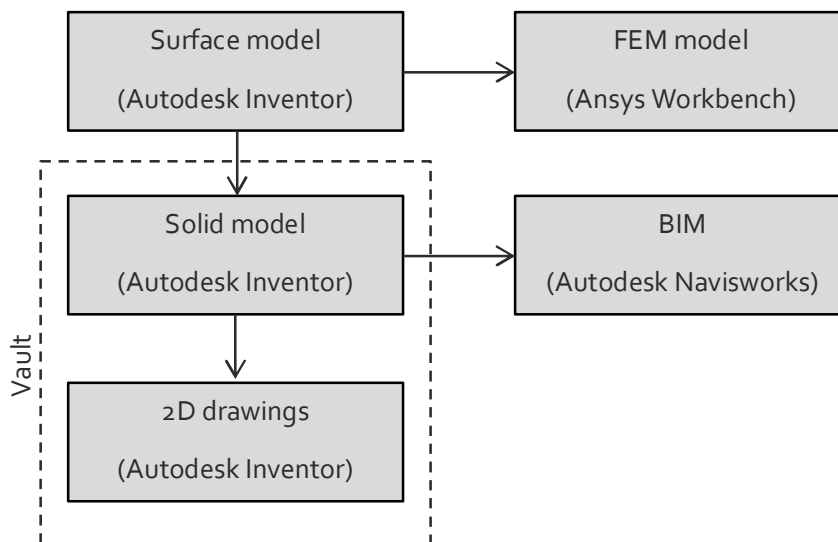 Surface model
(Autodesk Inventor)
FEM model
(Ansys Workbench)
Solid model
(Autodesk Inventor)
BIM
(Autodesk Navisworks)
Vault
2D drawings
(Autodesk Inventor)